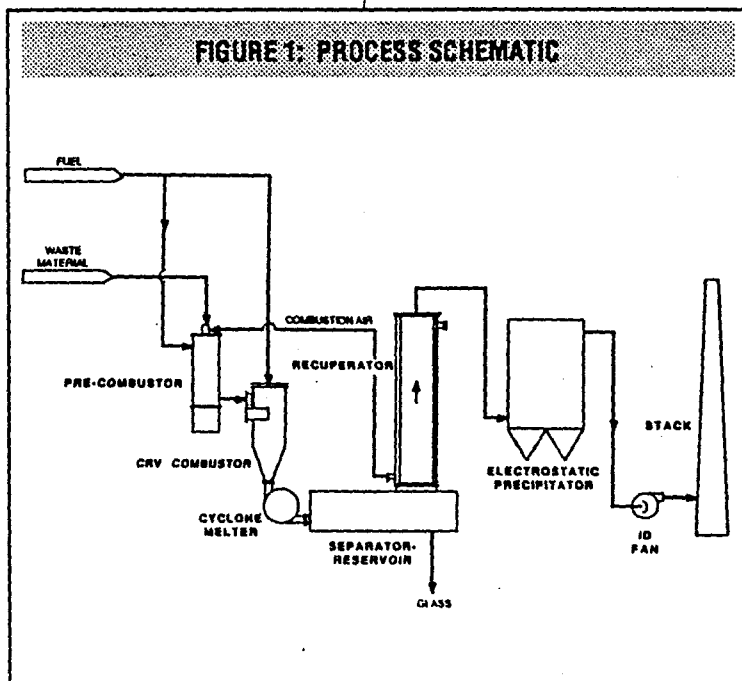 FIGURE 1: PROCESS SCHEMATIC
FUEL
WASTE
MATERIAL
COMBUSTION AIR
RECUPERATOR
PRE-COMBUSTOR
STACK
CRV COMBUSTOR
ELECTROSTATIC
PRECIPITATOR
CYCLONE
MELTER
SEPARATOR-
RESERVOIR
ID
FAN
GLASS